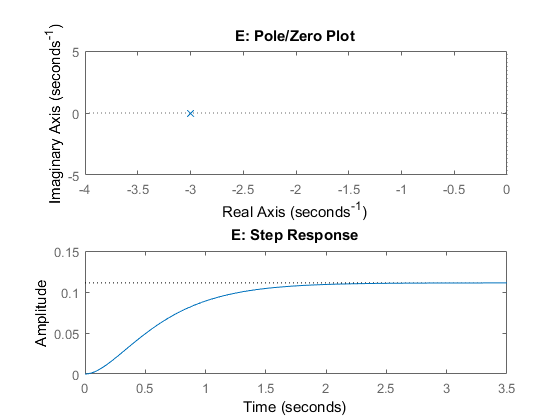 E: Pole/Zero Plot
5
0
-5
Imaginary Axis (seconds⁻¹)
-4 -3.5 -3 -2.5 -2 -1.5 -1 -0.5 0
Real Axis (seconds⁻¹)
E: Step Response
0.15
0.1
0.05
0
Amplitude
0 0.5 1 1.5 2 2.5 3 3.5
Time (seconds)